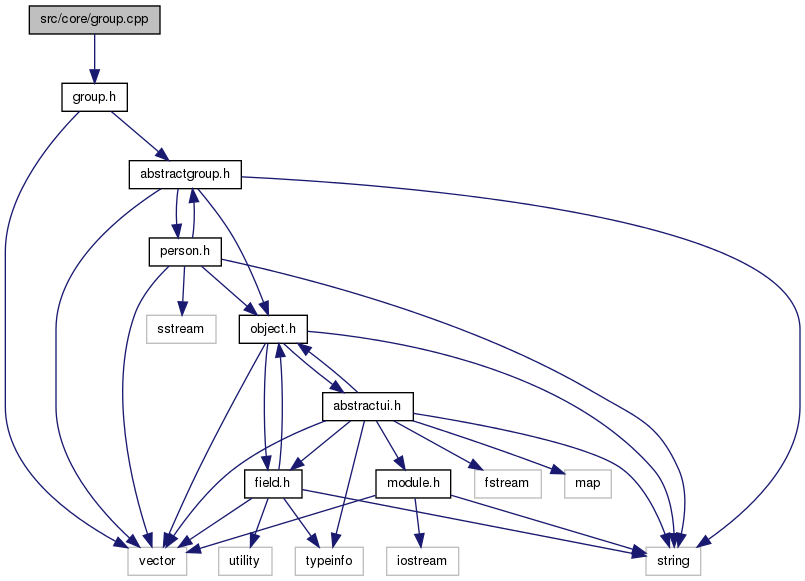 src/core/group.cpp
group.h
abstractgroup.h
person.h
sstream
object.h
abstractui.h
field.h
module.h
fstream
map
vector
utility
typeinfo
iostream
string